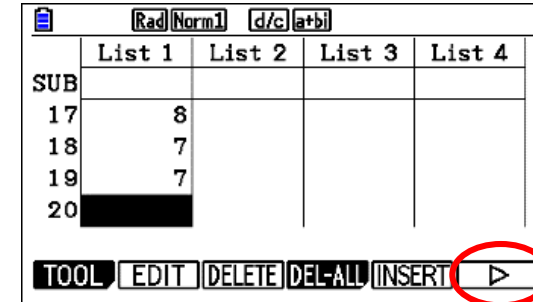 Rad Norm1 d/c a+bi
List 1 List 2 List 3 List 4
SUB
17 8
18 7
19 7
20
TOOL EDIT DELETE DEL-ALL INSERT ▷